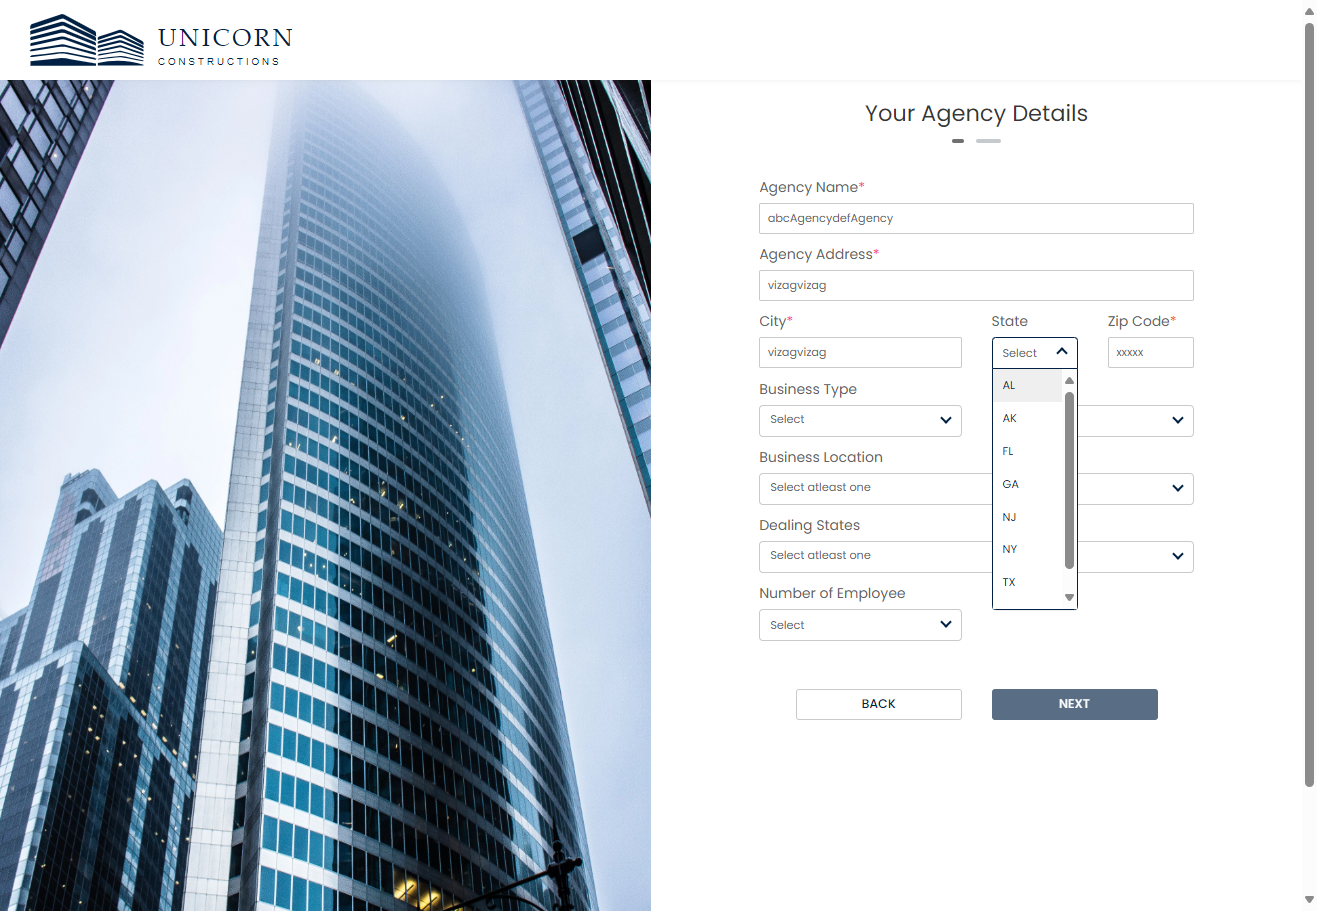 UNICORN
CONSTRUCTIONS
Your Agency Details
Agency Name*
abcAgencydefAgency
Agency Address*
vizagvizag
City* State Zip Code*
vizagvizag Select xxxxx
AL
Business Type
AK
Select
FL
Business Location
GA
Select atleast one
NJ
Dealing States
NY
Select atleast one
TX
Number of Employee
Select
BACK NEXT